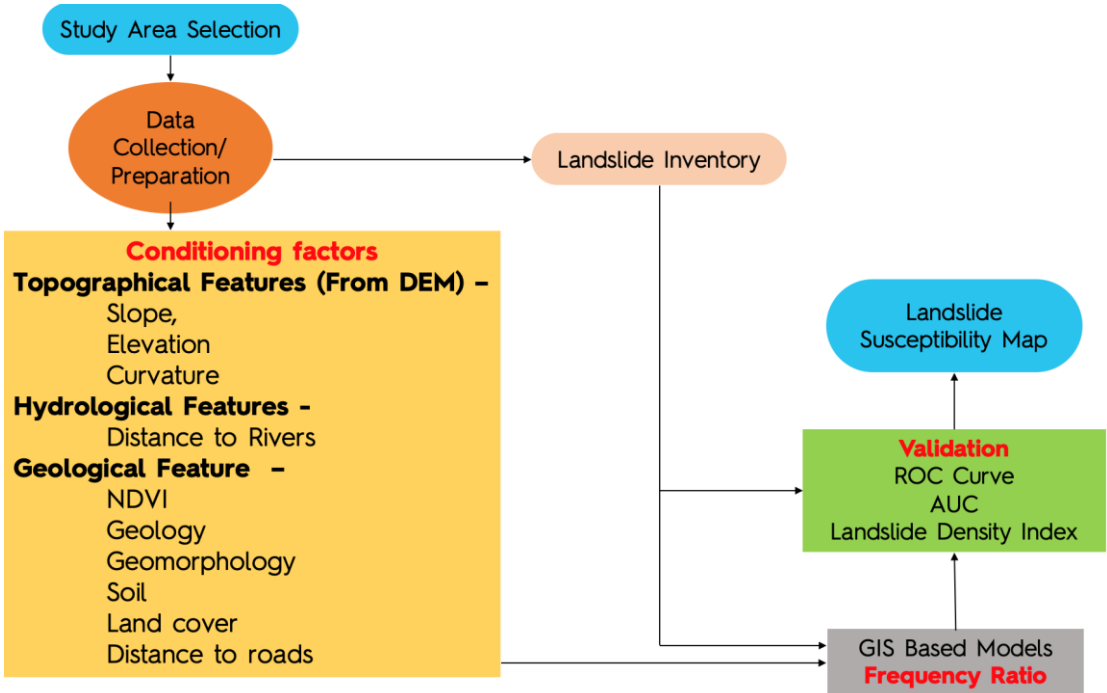 Study Area Selection
Data
Collection/
Preparation
Landslide Inventory
Conditioning factors
Topographical Features (From DEM) –
Slope,
Elevation
Curvature
Hydrological Features -
Distance to Rivers
Geological Feature –
NDVI
Geology
Geomorphology
Soil
Land cover
Distance to roads
Landslide
Susceptibility Map
Validation
ROC Curve
AUC
Landslide Density Index
GIS Based Models
Frequency Ratio